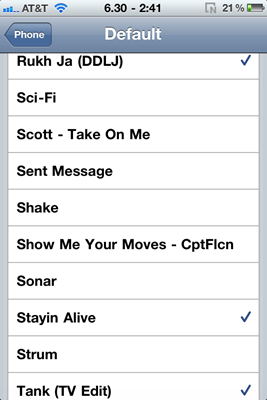 AT&T 6.30 - 2:41 N 21 %
Phone Default
Rukh Ja (DDLJ)
Sci-Fi
Scott - Take On Me
Sent Message
Shake
Show Me Your Moves - CptFlcn
Sonar
Stayin Alive
Strum
Tank (TV Edit)